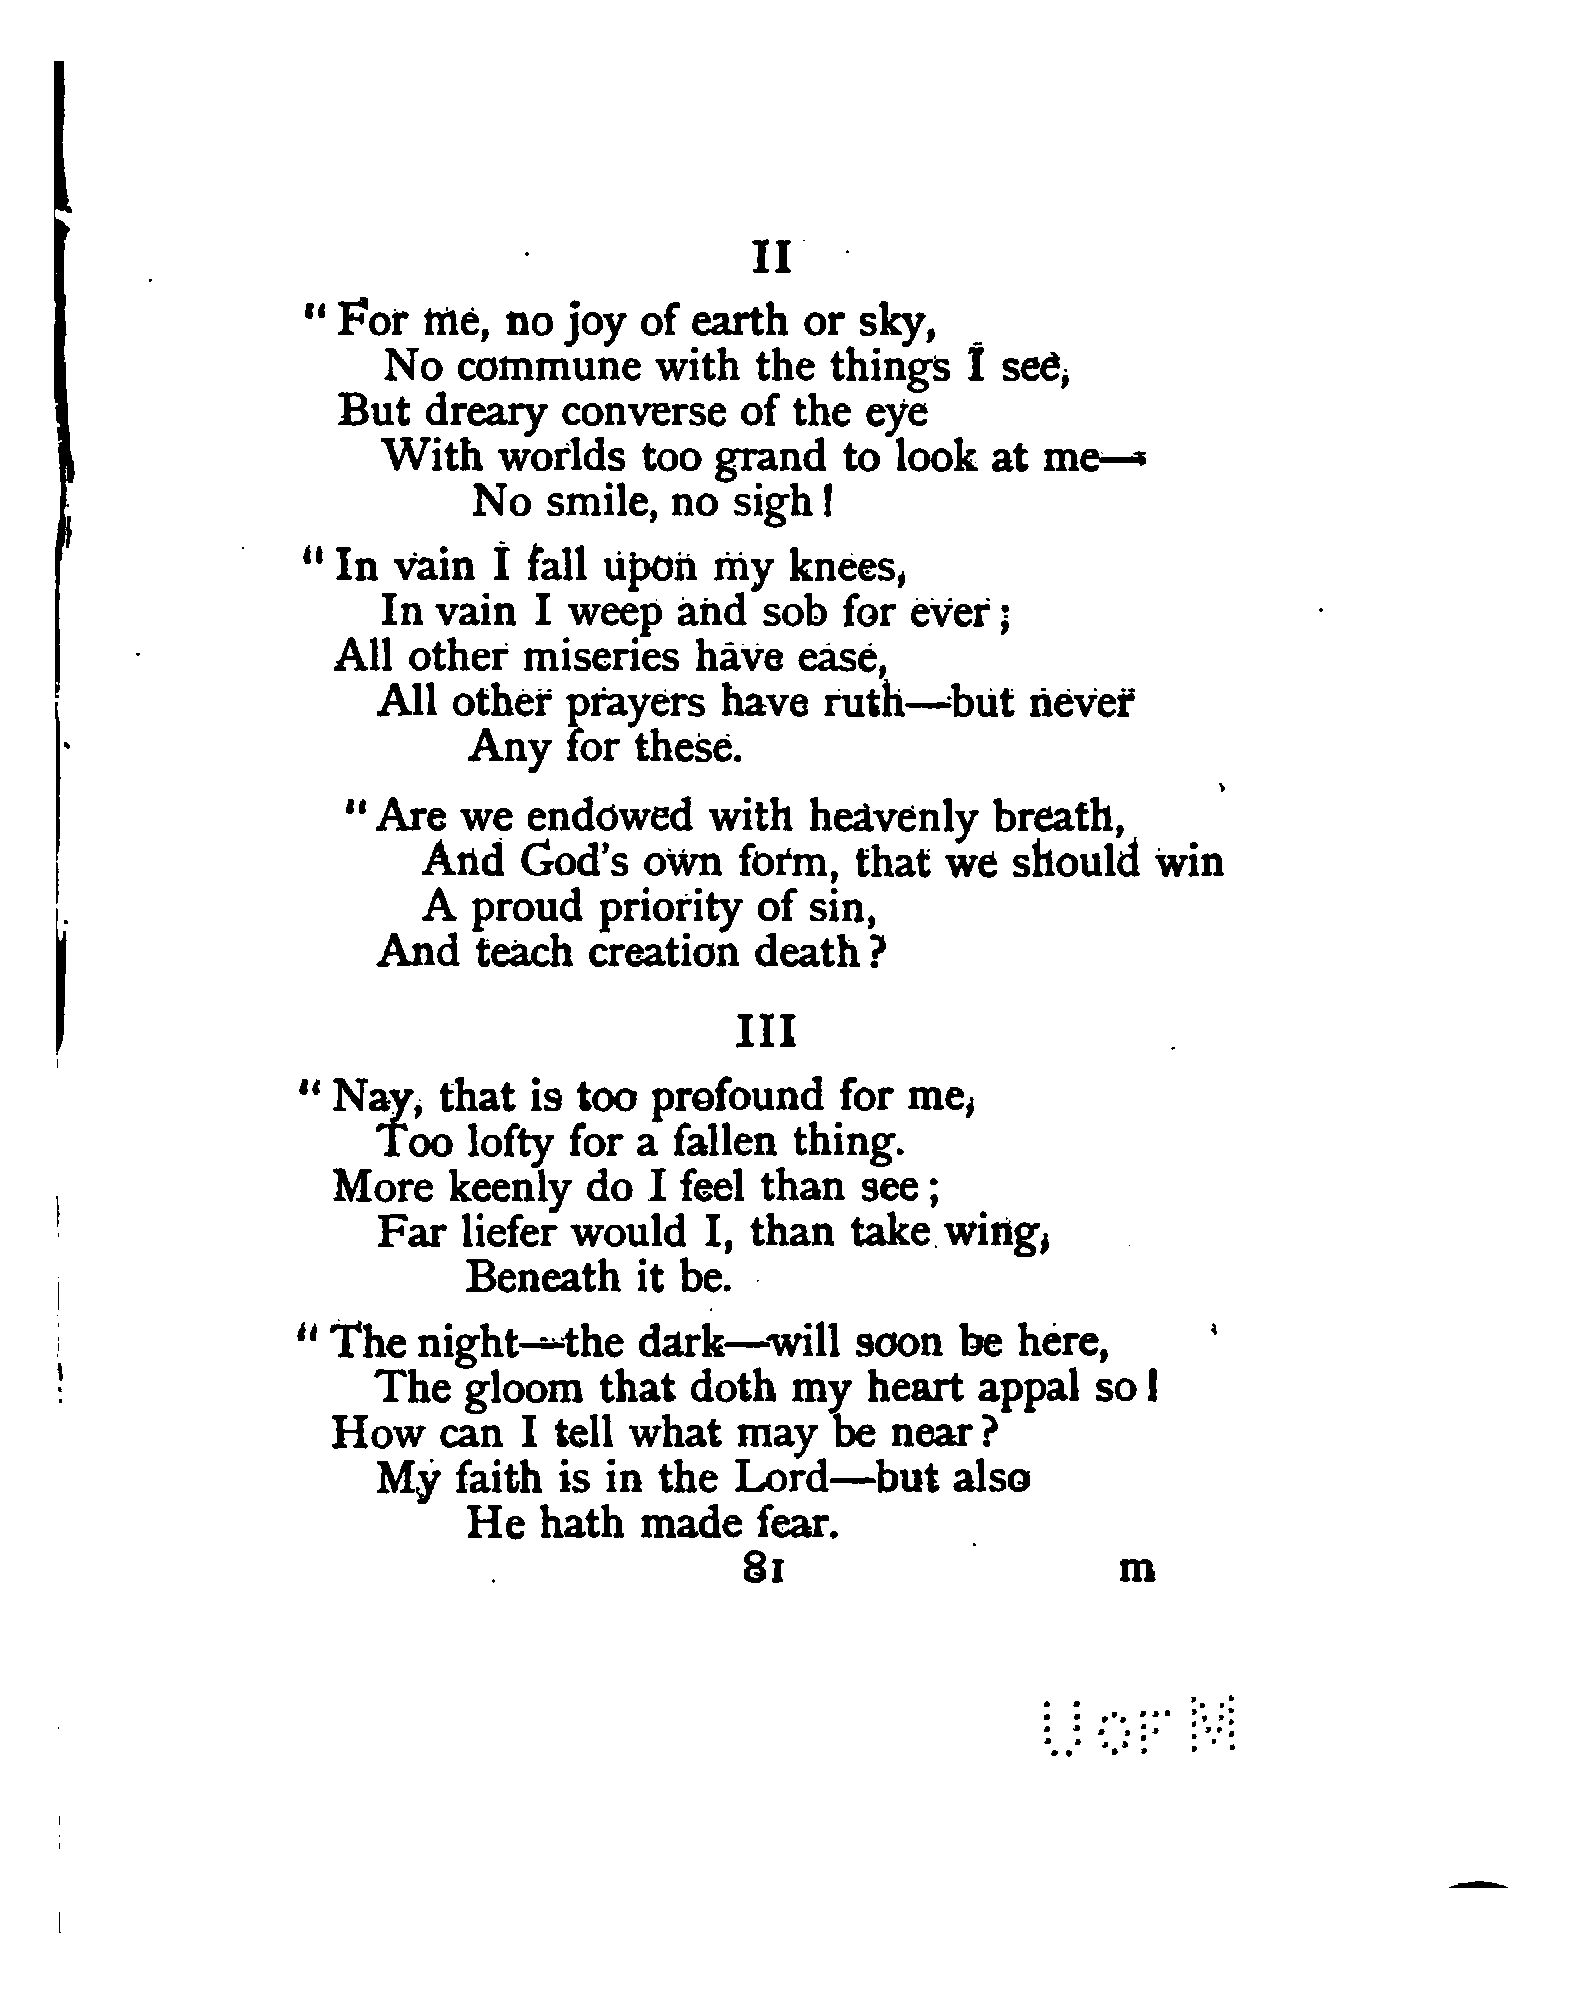 II
"For me, no joy of earth or sky,
No commune with the things I see,
But dreary converse of the eye
With worlds too grand to look at me—
No smile, no sigh!
"In vain I fall upon my knees,
In vain I weep and sob for ever;
All other miseries have ease,
All other prayers have ruth—but never
Any for these.
"Are we endowed with heavenly breath,
And God's own form, that we should win
A proud priority of sin,
And teach creation death?
III
"Nay, that is too profound for me,
Too lofty for a fallen thing.
More keenly do I feel than see;
Far liefer would I, than take wing,
Beneath it be.
"The night—the dark—will soon be here,
The gloom that doth my heart appal so!
How can I tell what may be near?
My faith is in the Lord—but also
He hath made fear.
81 m
U OF M